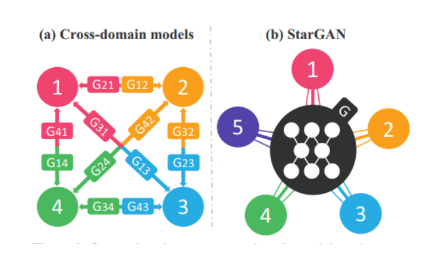 (a) Cross-domain models
(b) StarGAN
1
G21
G12
2
G41
G31
G42
G32
G14
G24
G13
G23
4
G34
G43
3
1
G
5
2
4
3